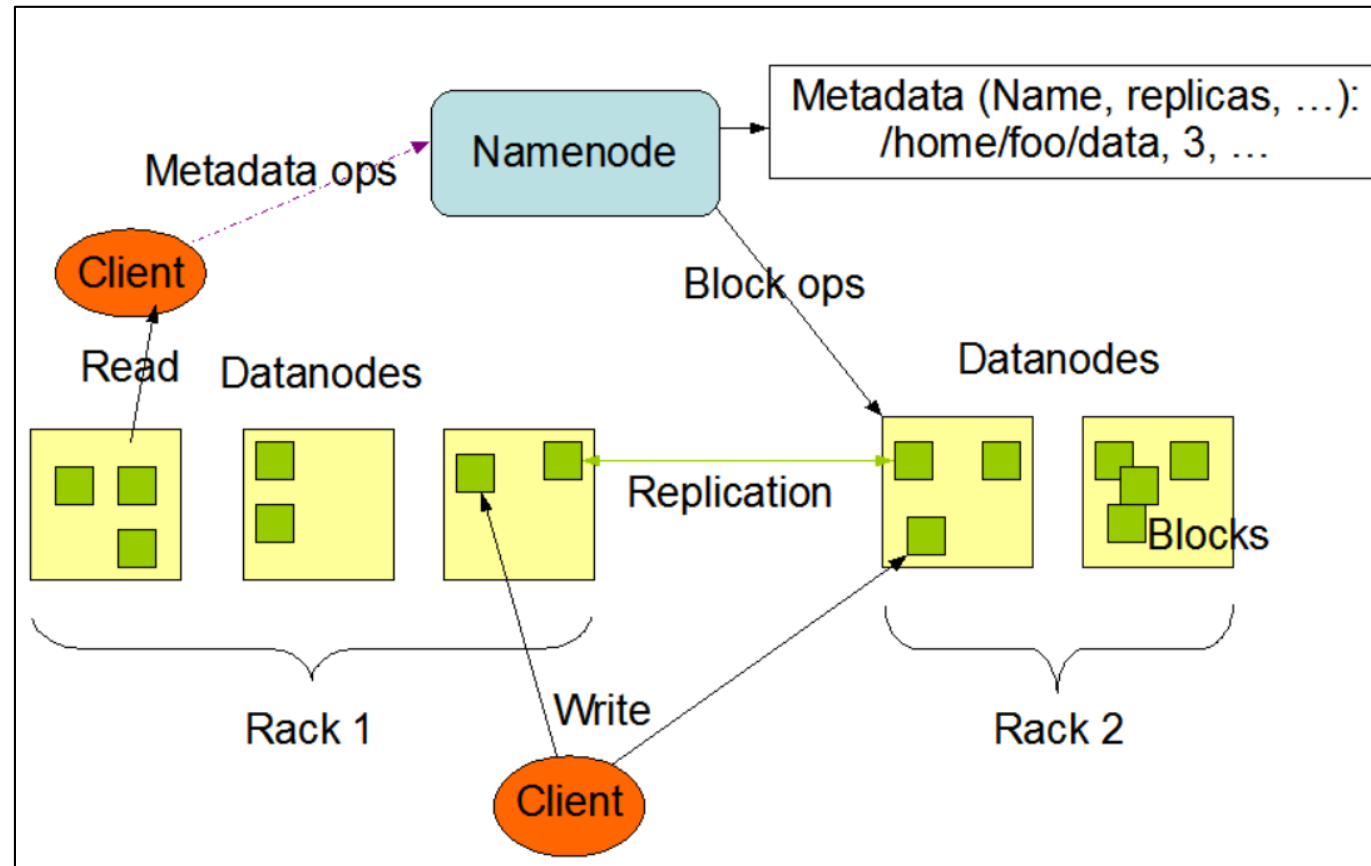 Metadata (Name, replicas, …):
/home/foo/data, 3, …
Namenode
Metadata ops
Client
Block ops
Read
Datanodes
Datanodes
Replication
Blocks
Write
Rack 1
Rack 2
Client